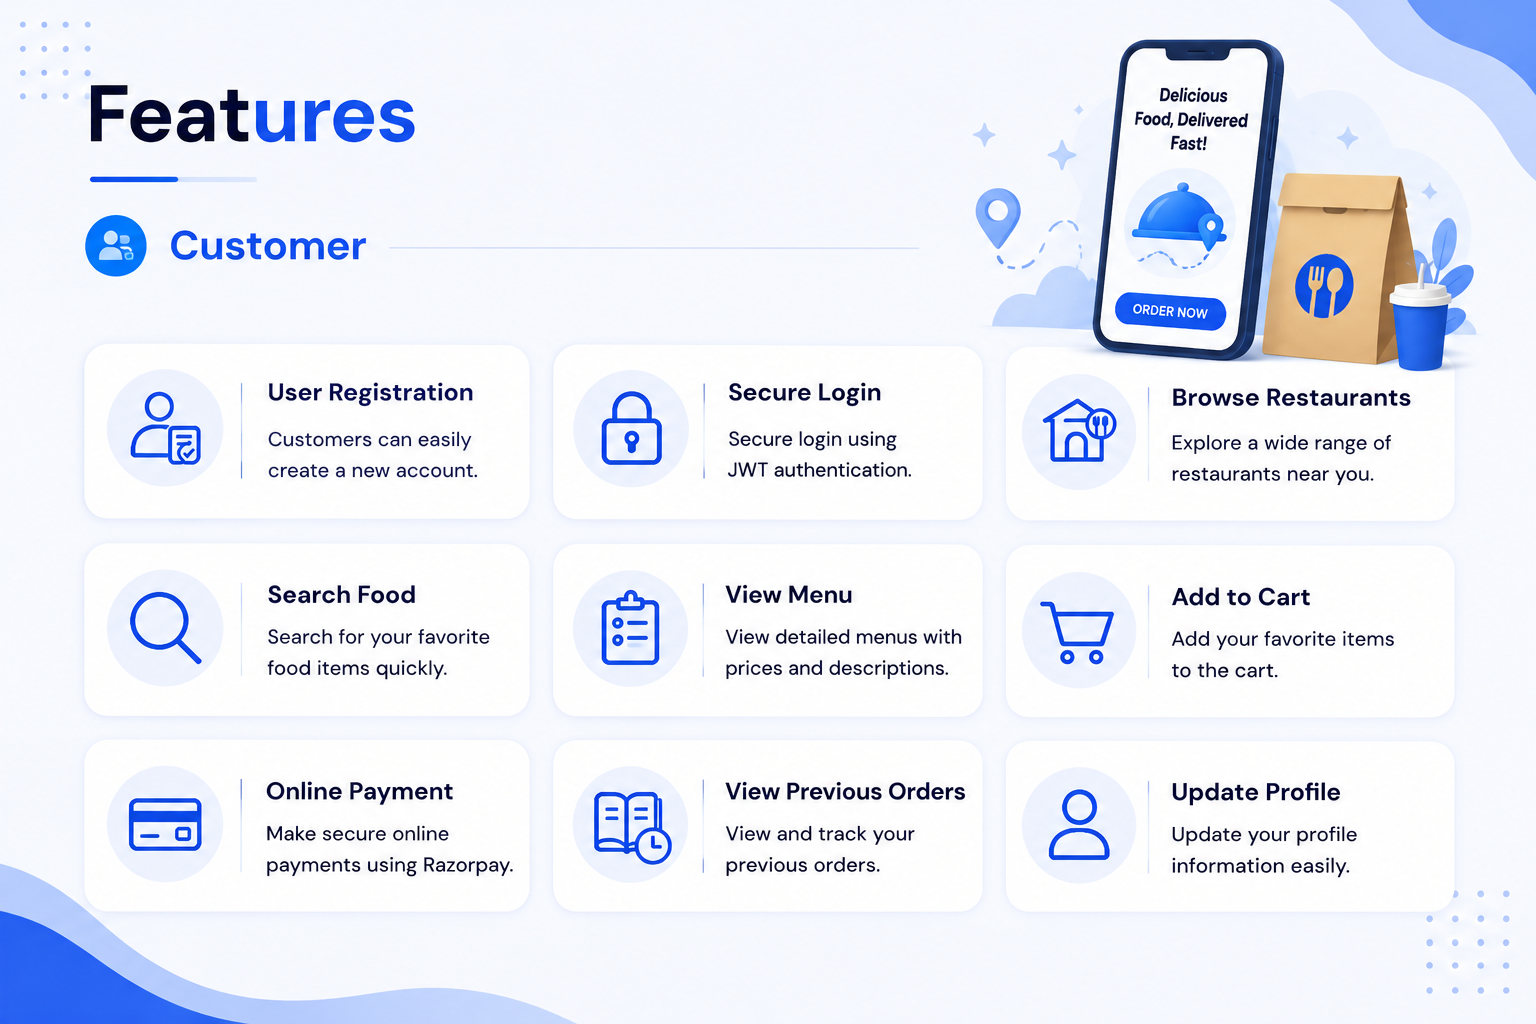 Features
Customer
Delicious
Food, Delivered
Fast!
ORDER NOW
User Registration
Customers can easily
create a new account.
Secure Login
Secure login using
JWT authentication.
Browse Restaurants
Explore a wide range of
restaurants near you.
Search Food
Search for your favorite
food items quickly.
View Menu
View detailed menus with
prices and descriptions.
Add to Cart
Add your favorite items
to the cart.
Online Payment
Make secure online
payments using Razorpay.
View Previous Orders
View and track your
previous orders.
Update Profile
Update your profile
information easily.